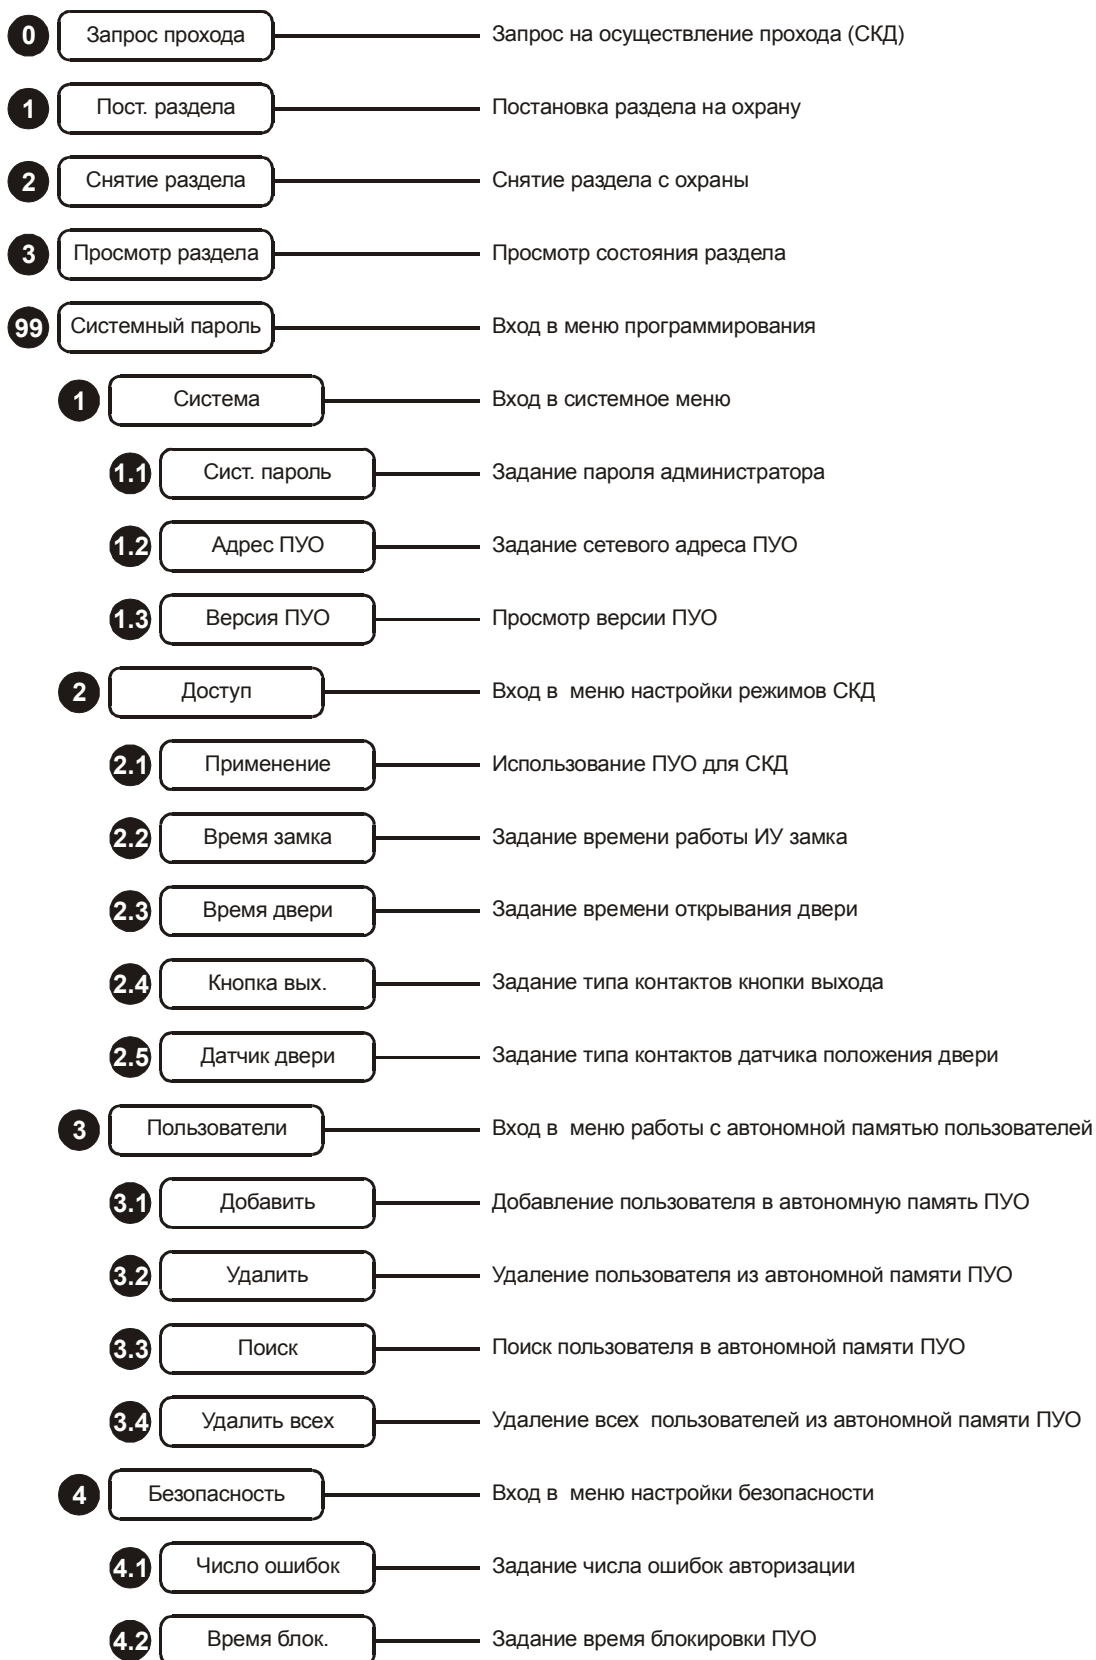 0 Запрос прохода Запрос на осуществление прохода (СКД)
1 Пост. раздела Постановка раздела на охрану
2 Снятие раздела Снятие раздела с охраны
3 Просмотр раздела Просмотр состояния раздела
99 Системный пароль Вход в меню программирования
1 Система Вход в системное меню
1.1 Сист. пароль Задание пароля администратора
1.2 Адрес ПУО Задание сетевого адреса ПУО
1.3 Версия ПУО Просмотр версии ПУО
2 Доступ Вход в меню настройки режимов СКД
2.1 Применение Использование ПУО для СКД
2.2 Время замка Задание времени работы ИУ замка
2.3 Время двери Задание времени открывания двери
2.4 Кнопка вых. Задание типа контактов кнопки выхода
2.5 Датчик двери Задание типа контактов датчика положения двери
3 Пользователи Вход в меню работы с автономной памятью пользователей
3.1 Добавить Добавление пользователя в автономную память ПУО
3.2 Удалить Удаление пользователя из автономной памяти ПУО
3.3 Поиск Поиск пользователя в автономной памяти ПУО
3.4 Удалить всех Удаление всех пользователей из автономной памяти ПУО
4 Безопасность Вход в меню настройки безопасности
4.1 Число ошибок Задание числа ошибок авторизации
4.2 Время блок. Задание время блокировки ПУО